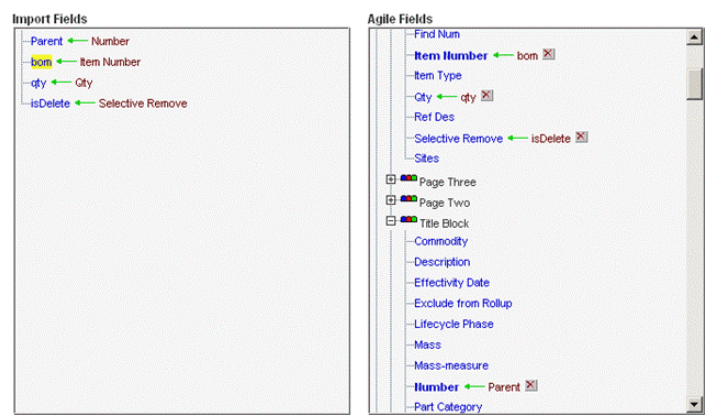 Import Fields
Parent Number
bom Item Number
qty Qty
isDelete Selective Remove
Agile Fields
Find Num
Item Number bom
Item Type
Qty qty
Ref Des
Selective Remove isDelete
Sites
Page Three
Page Two
Title Block
Commodity
Description
Effectivity Date
Exclude from Rollup
Lifecycle Phase
Mass
Mass-measure
Number Parent
Part Category